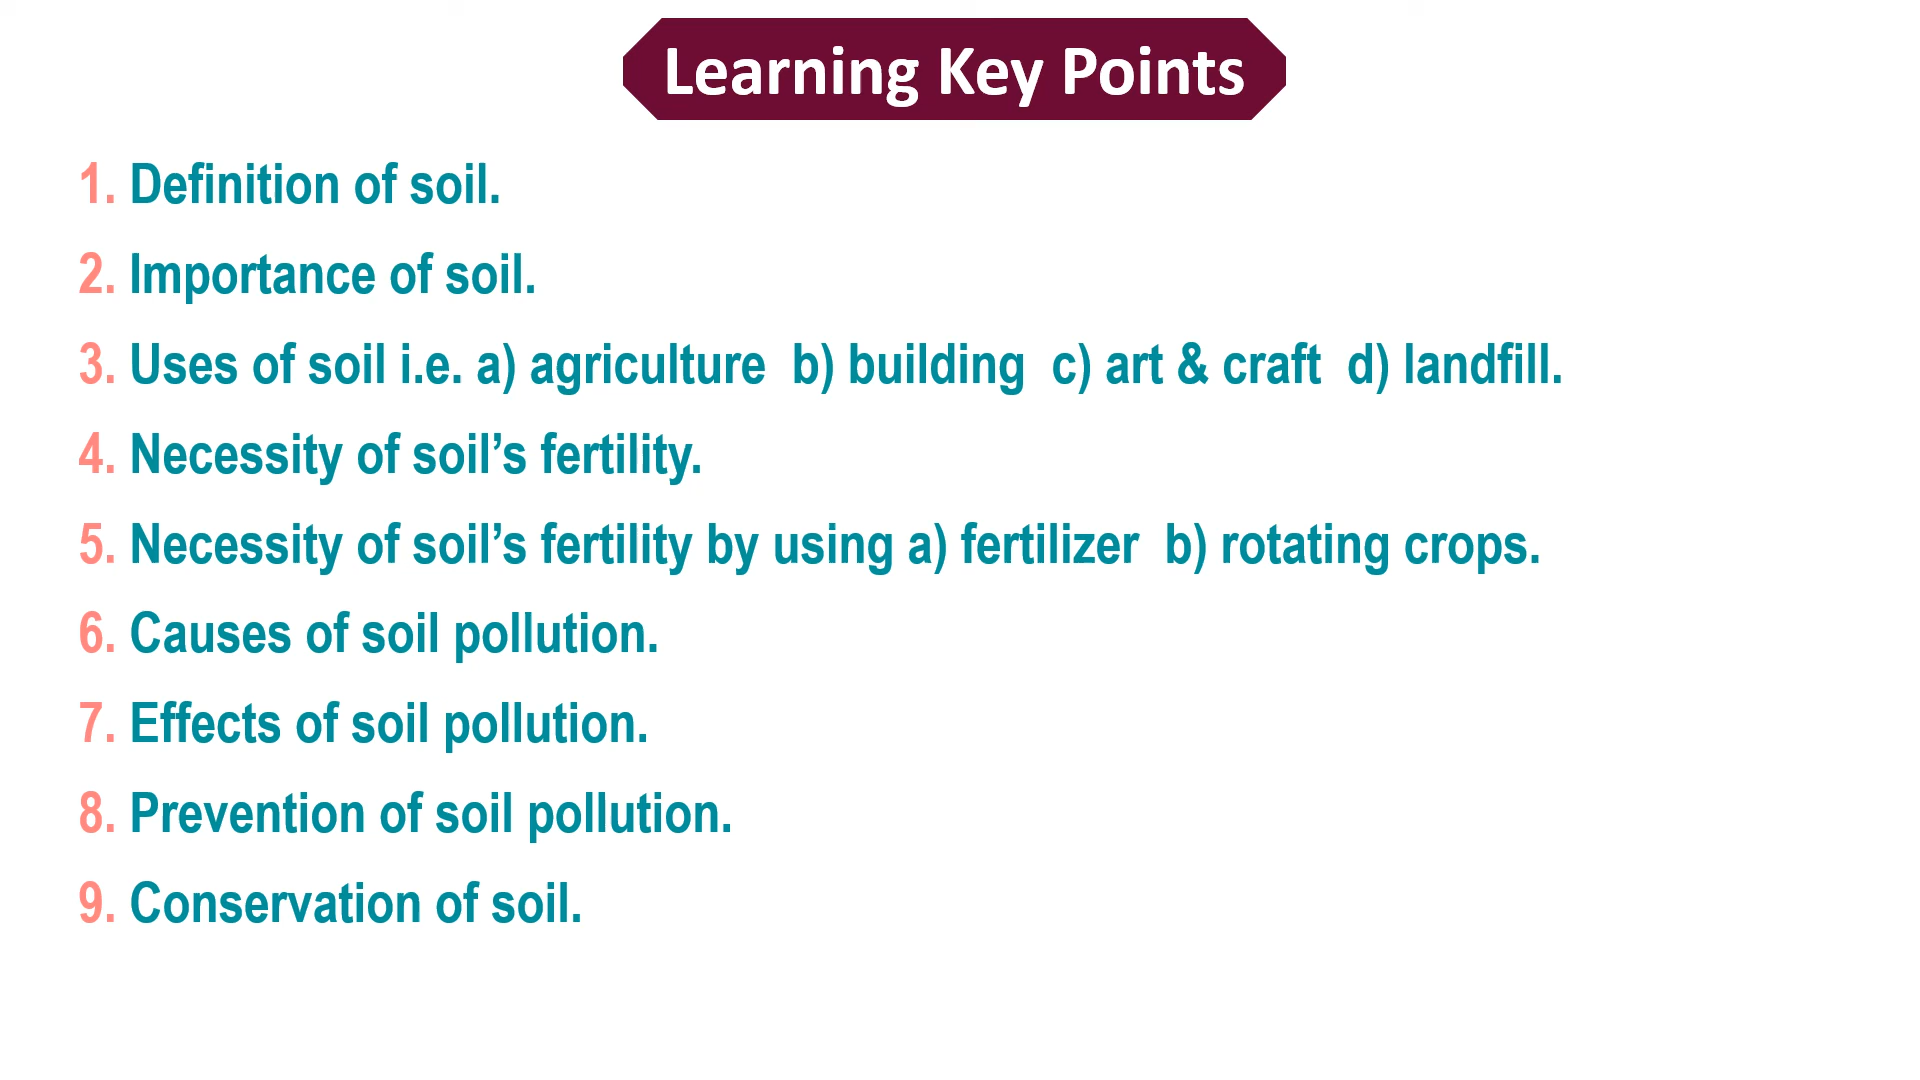 Learning Key Points
1. Definition of soil.
2. Importance of soil.
3. Uses of soil i.e. a) agriculture  b) building  c) art & craft  d) landfill.
4. Necessity of soil’s fertility.
5. Necessity of soil’s fertility by using a) fertilizer  b) rotating crops.
6. Causes of soil pollution.
7. Effects of soil pollution.
8. Prevention of soil pollution.
9. Conservation of soil.